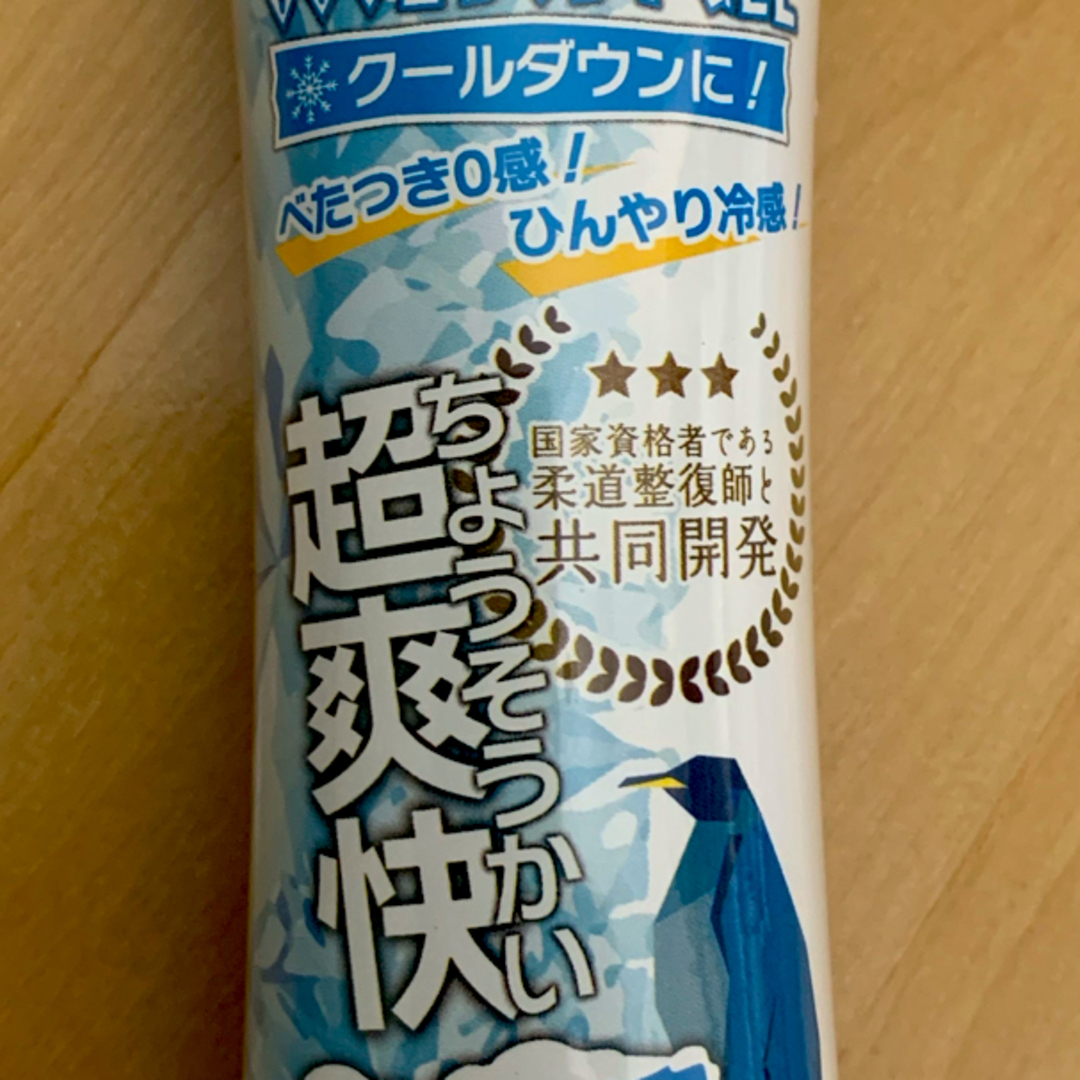 クールダウンに!
べたつき0感!
ひんやり冷感!
国家資格者である
柔道整復師と
共同開発
超爽快
ちょうそうかい